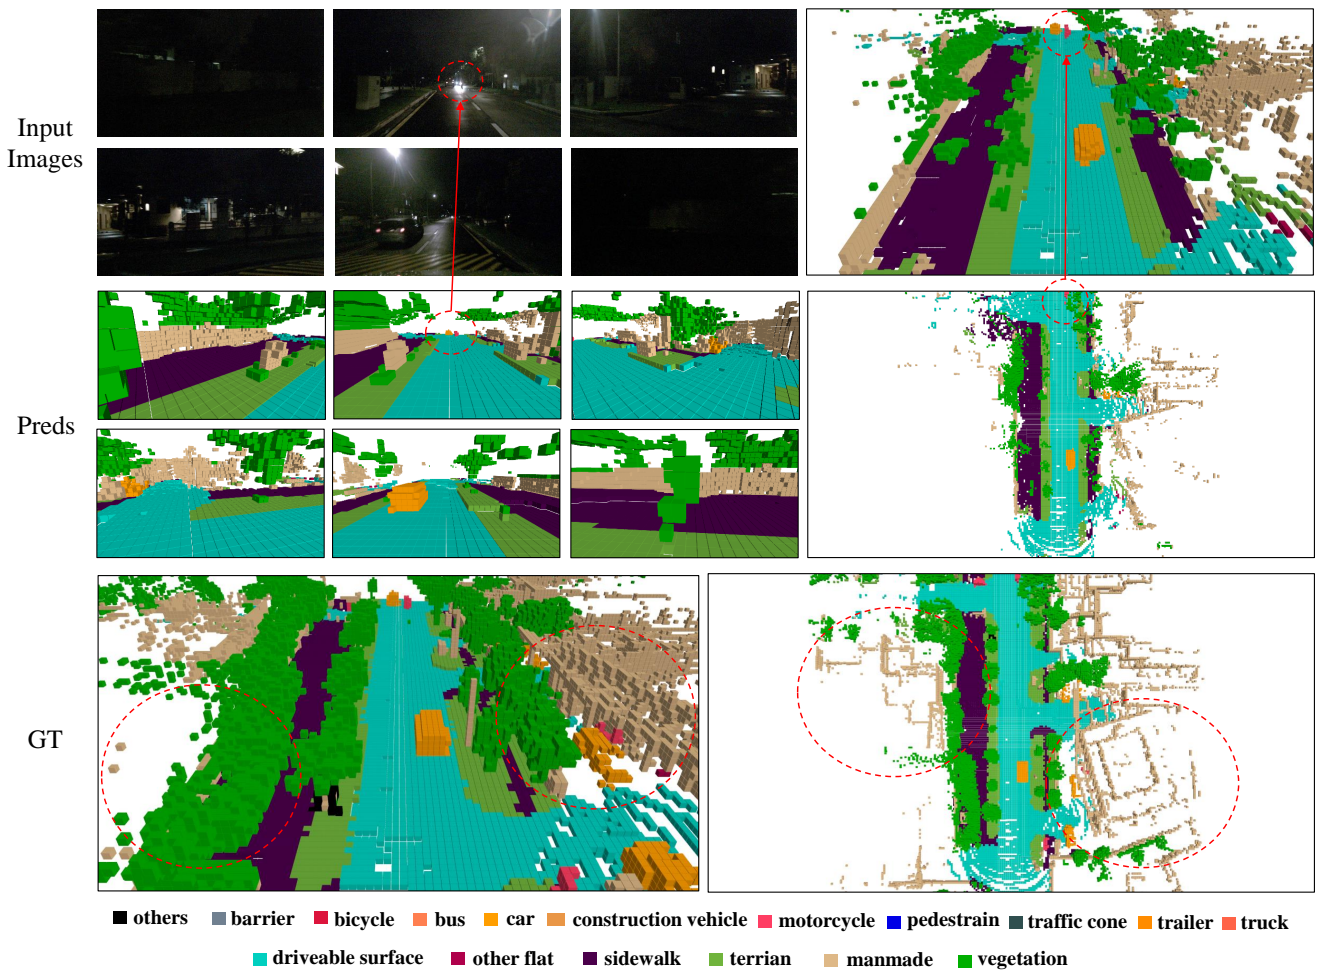 Input
Images
Preds
GT
others barrier bicycle bus car construction vehicle motorcycle pedestrain traffic cone trailer truck
driveable surface other flat sidewalk terrian manmade vegetation